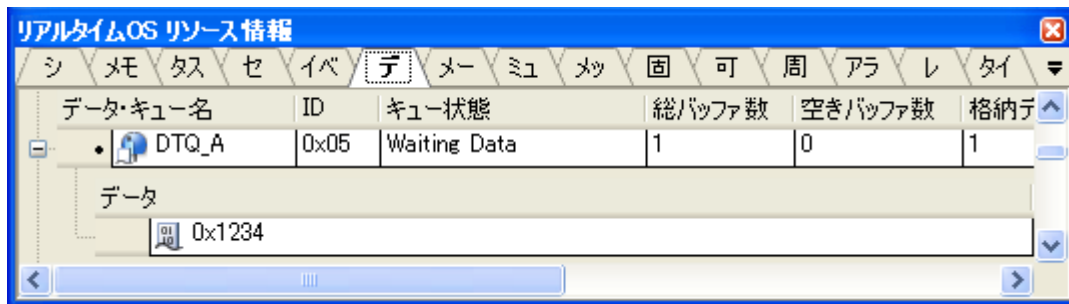 リアルタイムOS リソース情報
シ メモ タス セ イベ デ メー ミュ メッ 固 可 周 アラ レ タイ
データ・キュー名 ID キュー状態 総バッファ数 空きバッファ数 格納デ
DTQ_A 0x05 Waiting Data 1 0 1
データ
0x1234